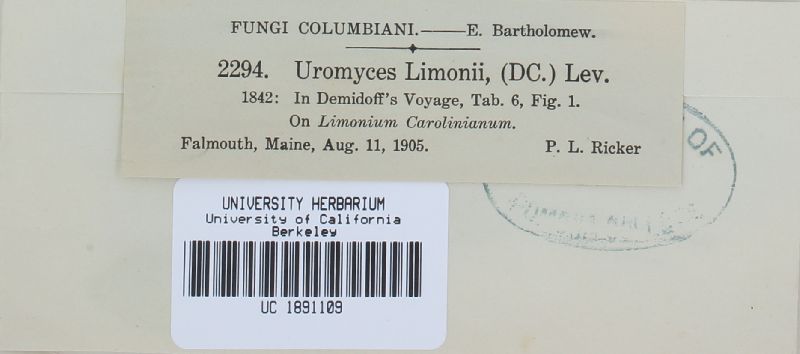 FUNGI COLUMBIANI.——E. Bartholomew.
2294. Uromyces Limonii, (DC.) Lev.
1842: In Demidoff's Voyage, Tab. 6, Fig. 1.
On Limonium Carolinianum.
Falmouth, Maine, Aug. 11, 1905. P. L. Ricker
OF
UNIVERSITY HERBARIUM
University of California
Berkeley
UC 1891109